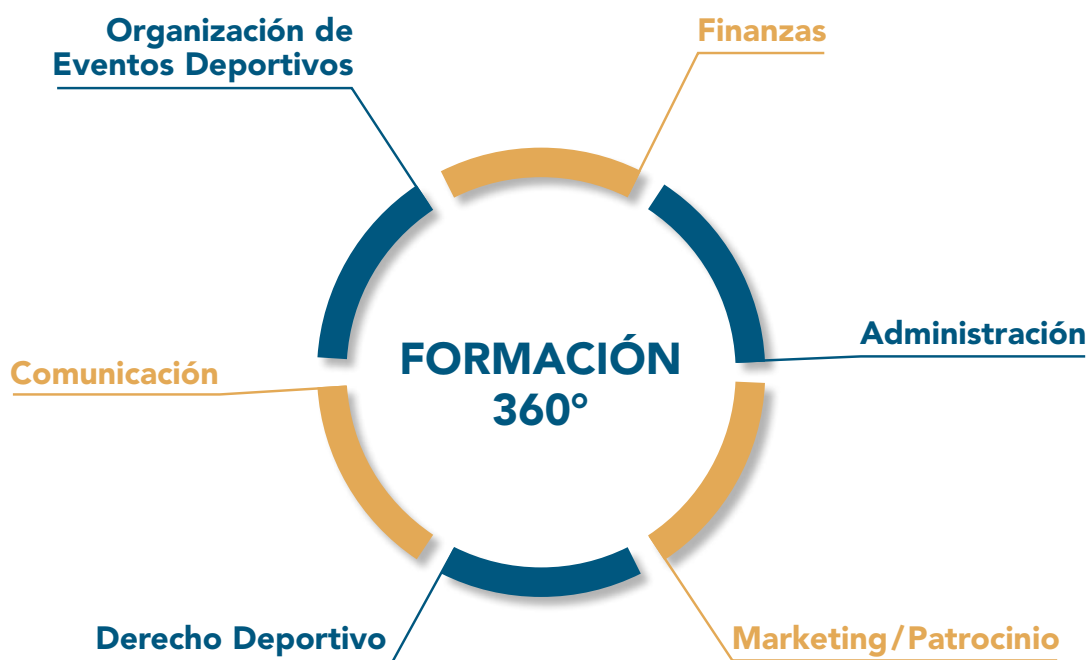 Organización de
Eventos Deportivos
Finanzas
Administración
Comunicación
FORMACIÓN
360°
Derecho Deportivo
Marketing/Patrocinio